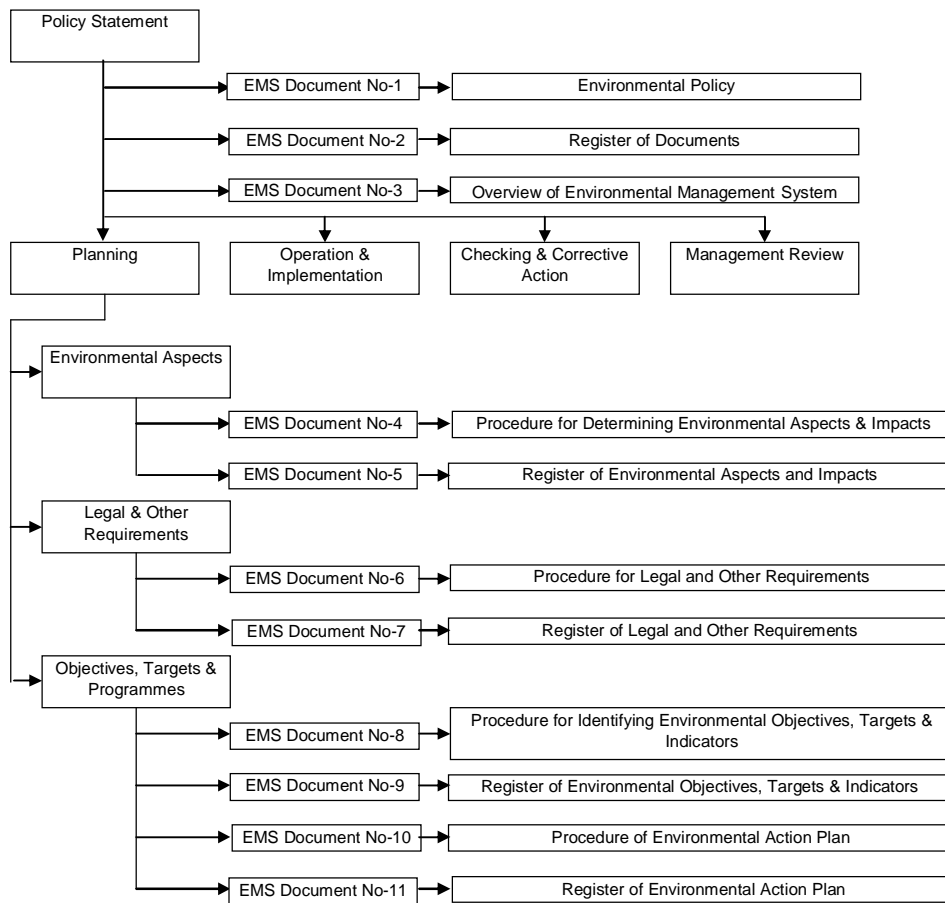 Policy Statement
EMS Document No-1
Environmental Policy
EMS Document No-2
Register of Documents
EMS Document No-3
Overview of Environmental Management System
Planning
Operation &
Implementation
Checking & Corrective
Action
Management Review
Environmental Aspects
EMS Document No-4
Procedure for Determining Environmental Aspects & Impacts
EMS Document No-5
Register of Environmental Aspects and Impacts
Legal & Other
Requirements
EMS Document No-6
Procedure for Legal and Other Requirements
EMS Document No-7
Register of Legal and Other Requirements
Objectives, Targets &
Programmes
EMS Document No-8
Procedure for Identifying Environmental Objectives, Targets &
Indicators
EMS Document No-9
Register of Environmental Objectives, Targets & Indicators
EMS Document No-10
Procedure of Environmental Action Plan
EMS Document No-11
Register of Environmental Action Plan